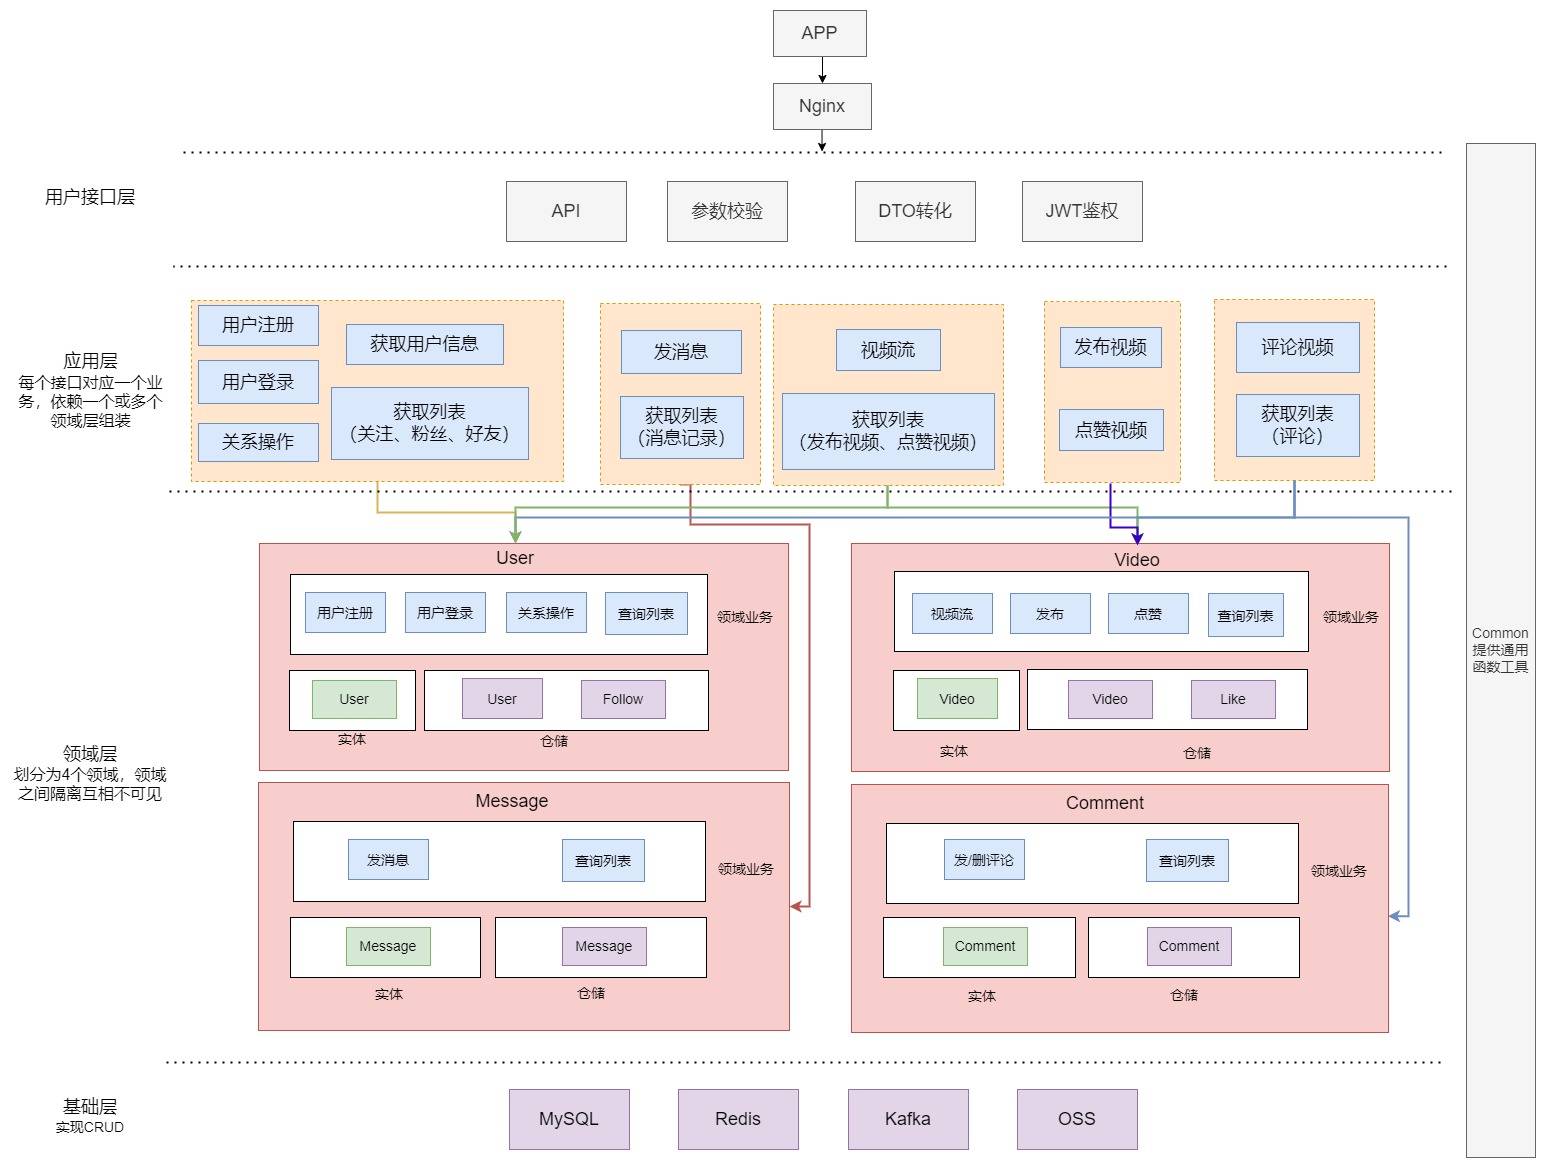 APP
Nginx
用户接口层
API
参数校验
DTO转化
JWT鉴权
应用层
每个接口对应一个业
务，依赖一个或多个
领域层组装
用户注册
用户登录
关系操作
获取用户信息
获取列表
（关注、粉丝、好友）
发消息
获取列表
（消息记录）
视频流
获取列表
（发布视频、点赞视频）
发布视频
点赞视频
评论视频
获取列表
（评论）
领域层
划分为4个领域，领域
之间隔离互相不可见
User
用户注册
用户登录
关系操作
查询列表
领域业务
User
实体
User
Follow
仓储
Video
视频流
发布
点赞
查询列表
领域业务
Video
实体
Video
Like
仓储
Message
发消息
查询列表
领域业务
Message
实体
Message
仓储
Comment
发/删评论
查询列表
领域业务
Comment
实体
Comment
仓储
基础层
实现CRUD
MySQL
Redis
Kafka
OSS
Common
提供通用
函数工具